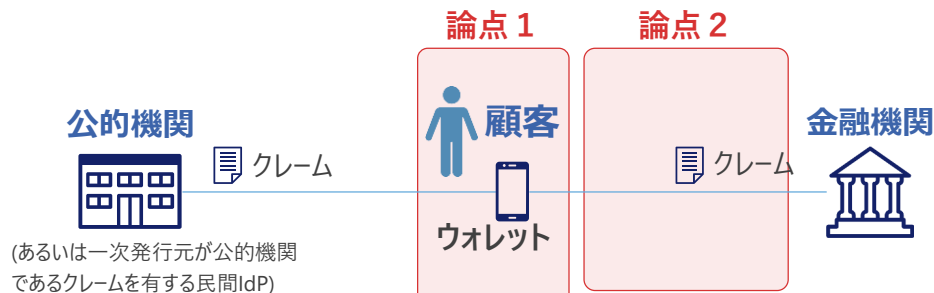 論点１
論点２
公的機関
顧客
金融機関
クレーム
クレーム
ウォレット
(あるいは一次発行元が公的機関
であるクレームを有する民間IdP)